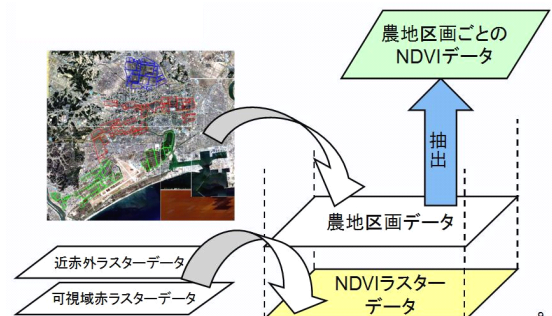 農地区画ごとの
NDVIデータ
抽出
農地区画データ
近赤外ラスターデータ
可視域赤ラスターデータ
NDVIラスター
データ